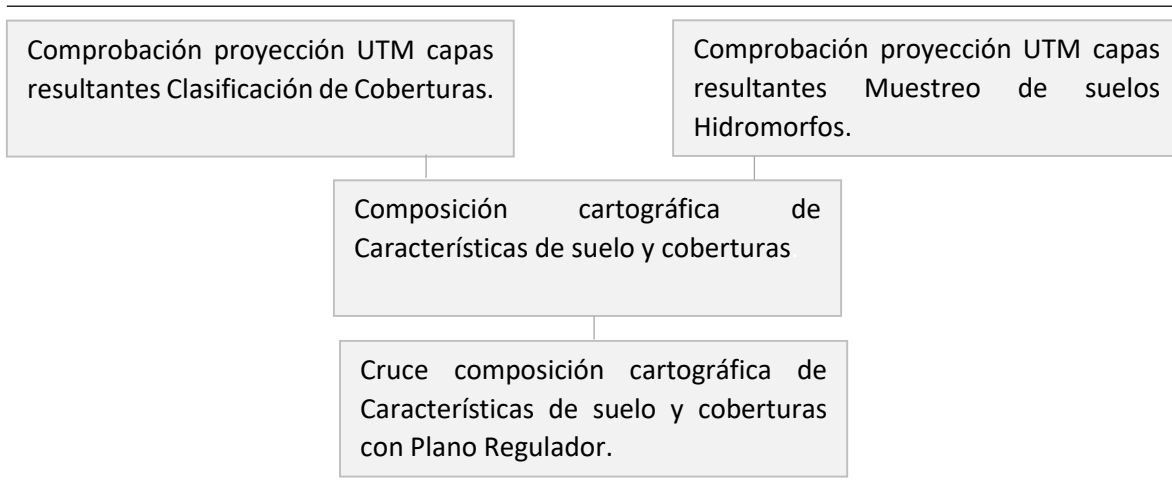 Comprobación proyección UTM capas
resultantes Clasificación de Coberturas.
Comprobación proyección UTM capas
resultantes Muestreo de suelos
Hidromorfos.
Composición cartográfica de
Características de suelo y coberturas
Cruce composición cartográfica de
Características de suelo y coberturas
con Plano Regulador.